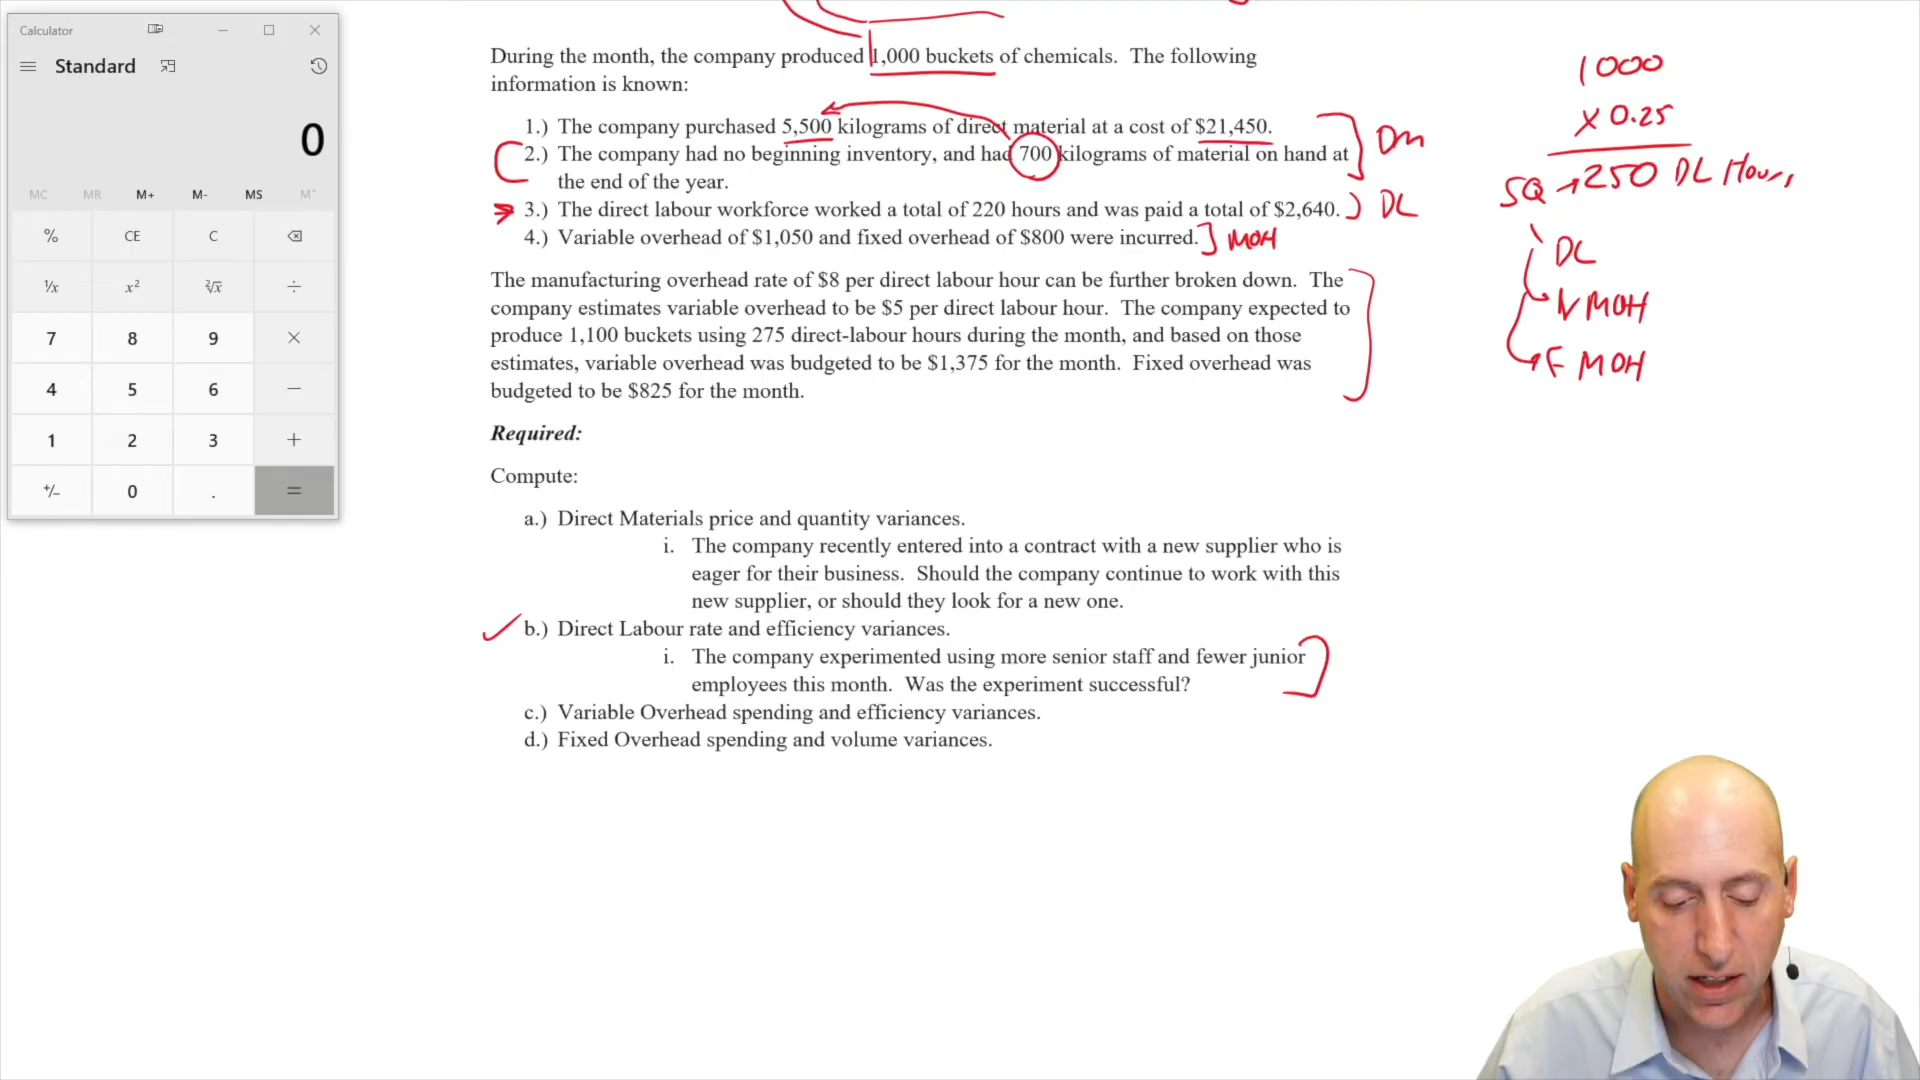 Calculator
Standard
0
MC MR M+ M- MS M˅
% CE C ⌫
¹/x x² ²√x ÷
7 8 9 ×
4 5 6 −
1 2 3 +
+/− 0 . =
During the month, the company produced 1,000 buckets of chemicals. The following
information is known:
1.) The company purchased 5,500 kilograms of direct material at a cost of $21,450.
2.) The company had no beginning inventory, and had 700 kilograms of material on hand at
the end of the year.
DM
3.) The direct labour workforce worked a total of 220 hours and was paid a total of $2,640.
DL
4.) Variable overhead of $1,050 and fixed overhead of $800 were incurred.
MOH
The manufacturing overhead rate of $8 per direct labour hour can be further broken down. The
company estimates variable overhead to be $5 per direct labour hour. The company expected to
produce 1,100 buckets using 275 direct-labour hours during the month, and based on those
estimates, variable overhead was budgeted to be $1,375 for the month. Fixed overhead was
budgeted to be $825 for the month.
Required:
Compute:
a.) Direct Materials price and quantity variances.
i. The company recently entered into a contract with a new supplier who is
eager for their business. Should the company continue to work with this
new supplier, or should they look for a new one.
b.) Direct Labour rate and efficiency variances.
i. The company experimented using more senior staff and fewer junior
employees this month. Was the experiment successful?
c.) Variable Overhead spending and efficiency variances.
d.) Fixed Overhead spending and volume variances.
1000
x 0.25
SQ → 250 DL Hours
DL
V MOH
F MOH